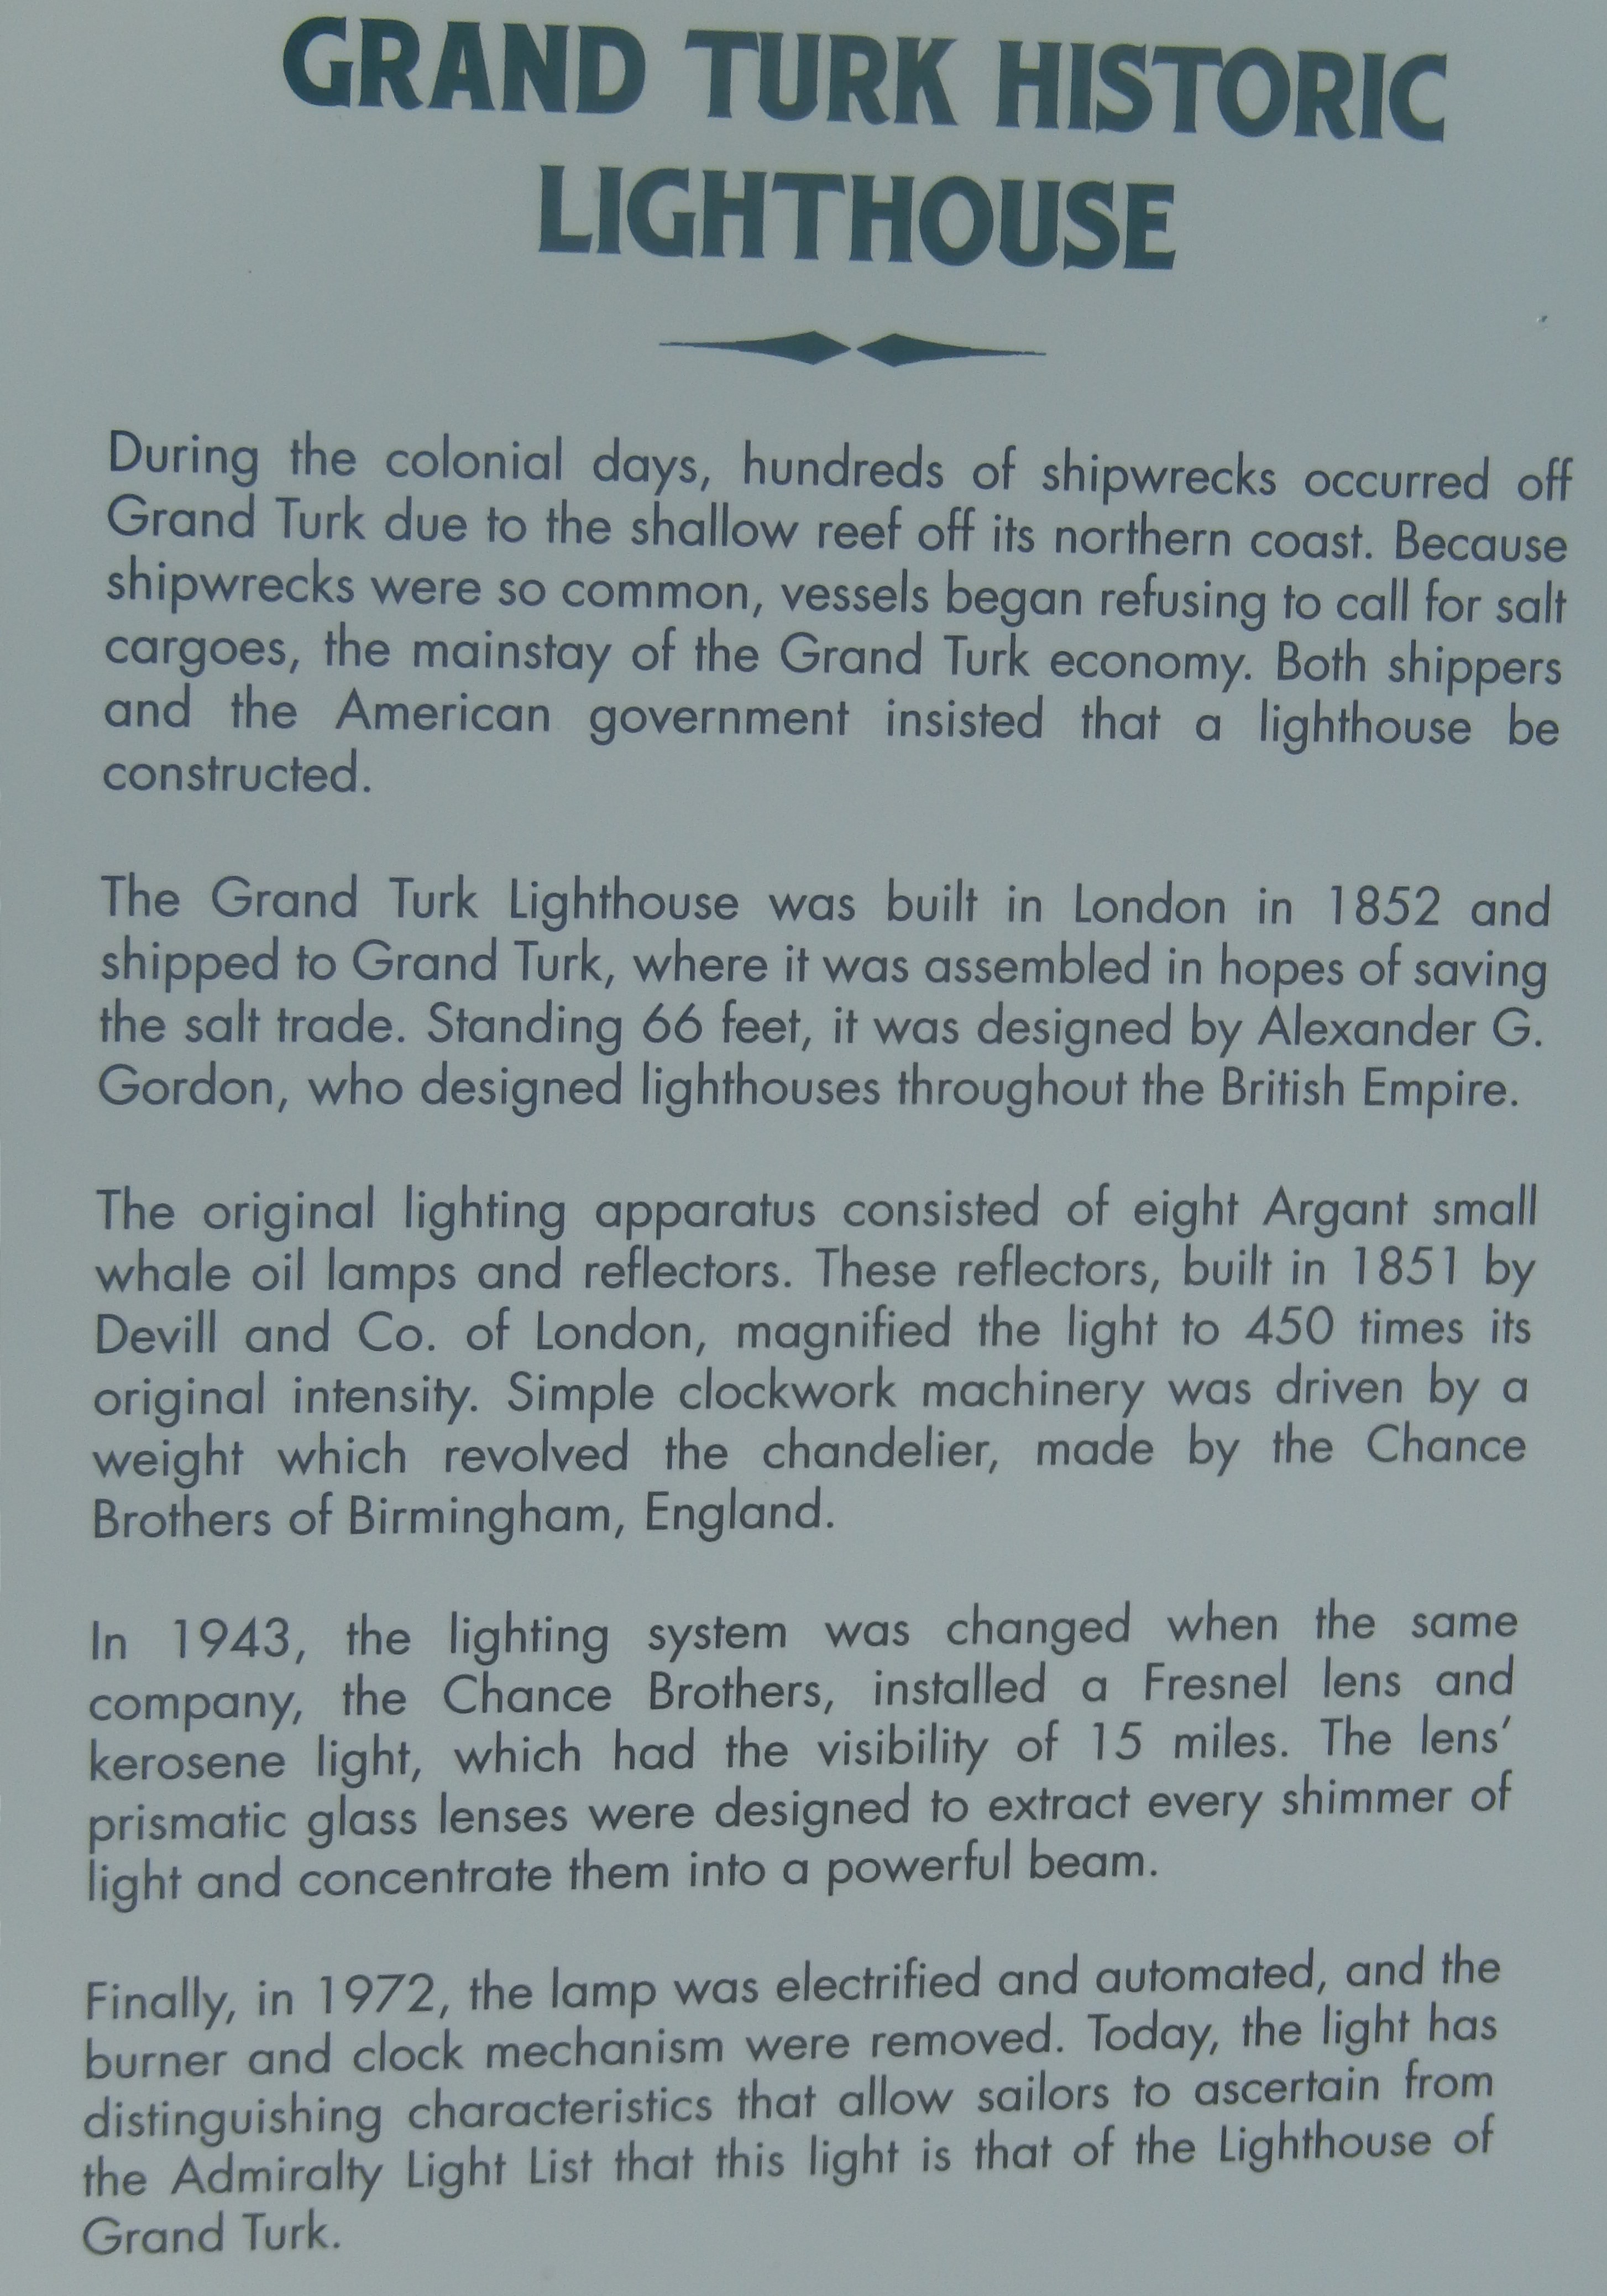 GRAND TURK HISTORIC
LIGHTHOUSE
During the colonial days, hundreds of shipwrecks occurred off
Grand Turk due to the shallow reef off its northern coast. Because
shipwrecks were so common, vessels began refusing to call for salt
cargoes, the mainstay of the Grand Turk economy. Both shippers
and the American government insisted that a lighthouse be
constructed.
The Grand Turk Lighthouse was built in London in 1852 and
shipped to Grand Turk, where it was assembled in hopes of saving
the salt trade. Standing 66 feet, it was designed by Alexander G.
Gordon, who designed lighthouses throughout the British Empire.
The original lighting apparatus consisted of eight Argant small
whale oil lamps and reflectors. These reflectors, built in 1851 by
Devill and Co. of London, magnified the light to 450 times its
original intensity. Simple clockwork machinery was driven by a
weight which revolved the chandelier, made by the Chance
Brothers of Birmingham, England.
In 1943, the lighting system was changed when the same
company, the Chance Brothers, installed a Fresnel lens and
kerosene light, which had the visibility of 15 miles. The lens’
prismatic glass lenses were designed to extract every shimmer of
light and concentrate them into a powerful beam.
Finally, in 1972, the lamp was electrified and automated, and the
burner and clock mechanism were removed. Today, the light has
distinguishing characteristics that allow sailors to ascertain from
the Admiralty Light List that this light is that of the Lighthouse of
Grand Turk.